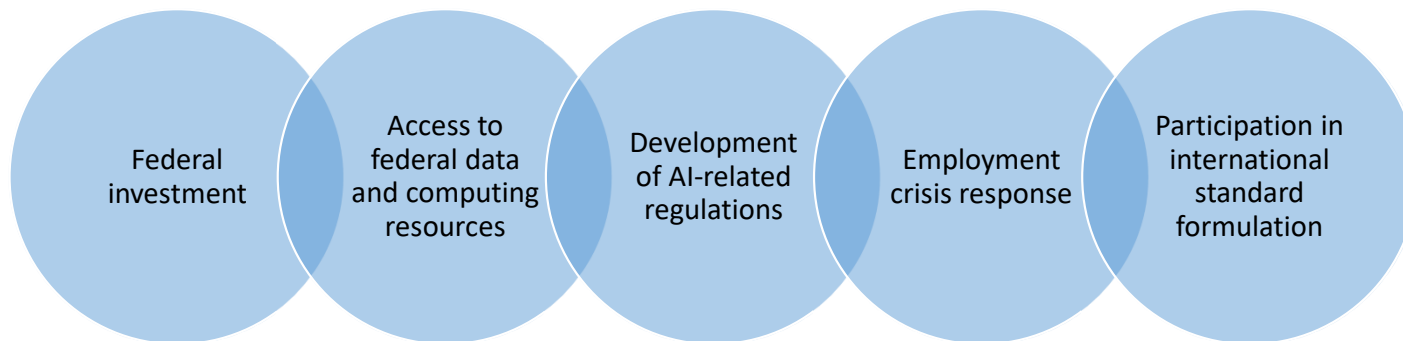 Federal
investment
Access to
federal data
and computing
resources
Development
of AI-related
regulations
Employment
crisis response
Participation in
international
standard
formulation